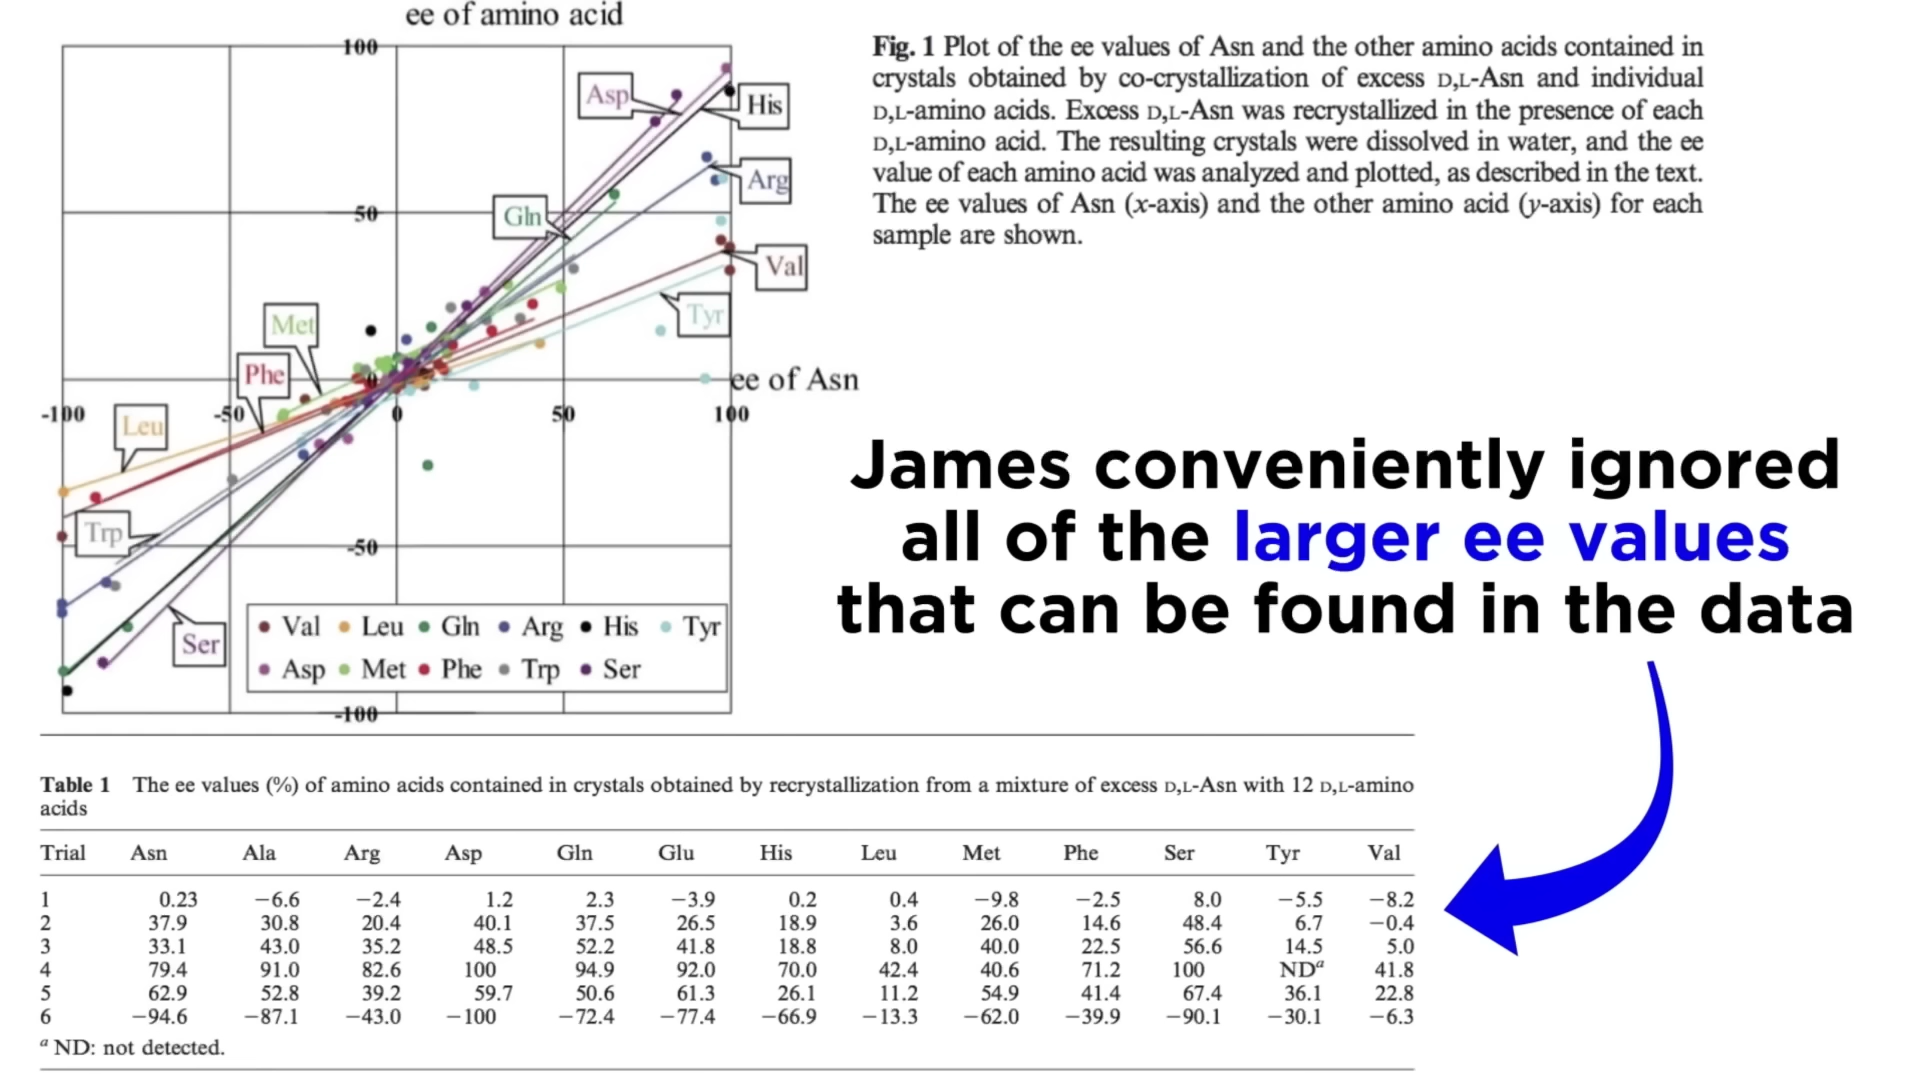 ee of amino acid
100
Asp
His
Arg
50
Gln
Val
Met
Tyr
Phe
0
ee of Asn
-100
-50
0
50
100
Leu
Trp
-50
Ser
Val Leu Gln Arg His Tyr
Asp Met Phe Trp Ser
-100
Fig. 1 Plot of the ee values of Asn and the other amino acids contained in
crystals obtained by co-crystallization of excess D,L-Asn and individual
D,L-amino acids. Excess D,L-Asn was recrystallized in the presence of each
D,L-amino acid. The resulting crystals were dissolved in water, and the ee
value of each amino acid was analyzed and plotted, as described in the text.
The ee values of Asn (x-axis) and the other amino acid (y-axis) for each
sample are shown.
James conveniently ignored
all of the larger ee values
that can be found in the data
Table 1 The ee values (%) of amino acids contained in crystals obtained by recrystallization from a mixture of excess D,L-Asn with 12 D,L-amino
acids
Trial Asn Ala Arg Asp Gln Glu His Leu Met Phe Ser Tyr Val
1 0.23 −6.6 −2.4 1.2 2.3 −3.9 0.2 0.4 −9.8 −2.5 8.0 −5.5 −8.2
2 37.9 30.8 20.4 40.1 37.5 26.5 18.9 3.6 26.0 14.6 48.4 6.7 −0.4
3 33.1 43.0 35.2 48.5 52.2 41.8 18.8 8.0 40.0 22.5 56.6 14.5 5.0
4 79.4 91.0 82.6 100 94.9 92.0 70.0 42.4 40.6 71.2 100 NDa 41.8
5 62.9 52.8 39.2 59.7 50.6 61.3 26.1 11.2 54.9 41.4 67.4 36.1 22.8
6 −94.6 −87.1 −43.0 −100 −72.4 −77.4 −66.9 −13.3 −62.0 −39.9 −90.1 −30.1 −6.3
a ND: not detected.